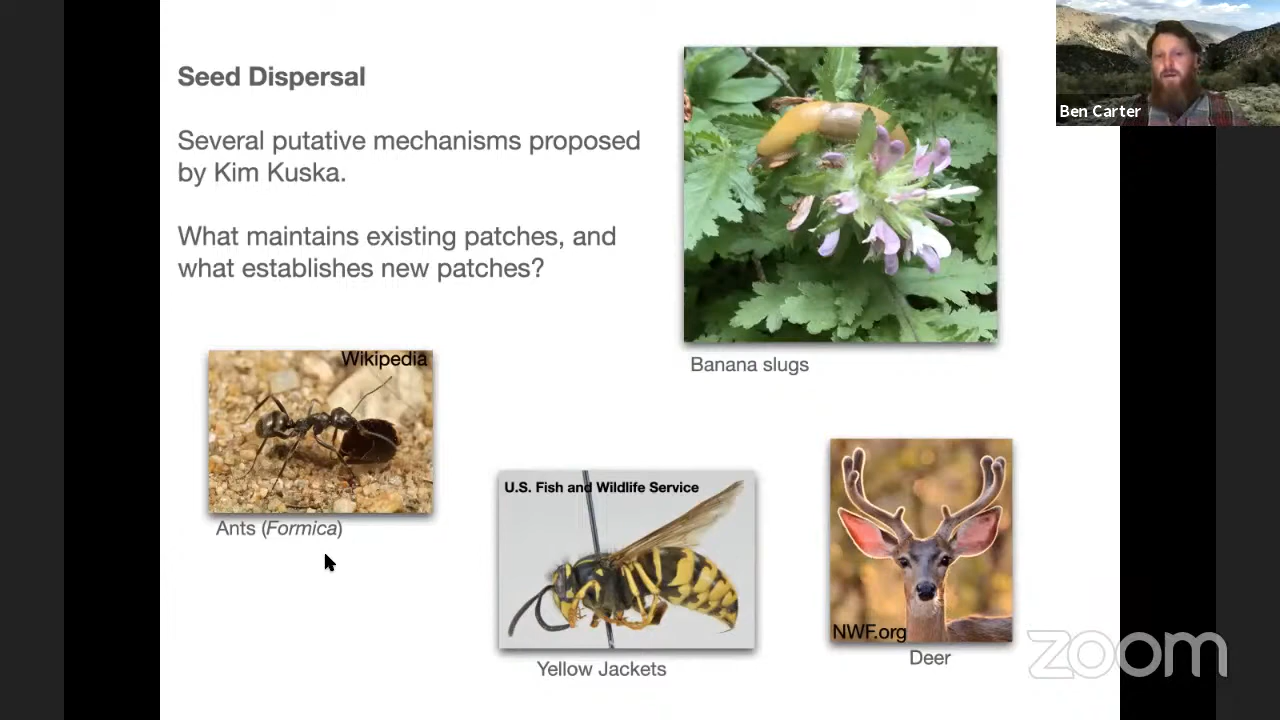 Seed Dispersal
Several putative mechanisms proposed
by Kim Kuska.
What maintains existing patches, and
what establishes new patches?
Ben Carter
Banana slugs
Wikipedia
Ants (Formica)
U.S. Fish and Wildlife Service
Yellow Jackets
NWF.org
Deer
zoom